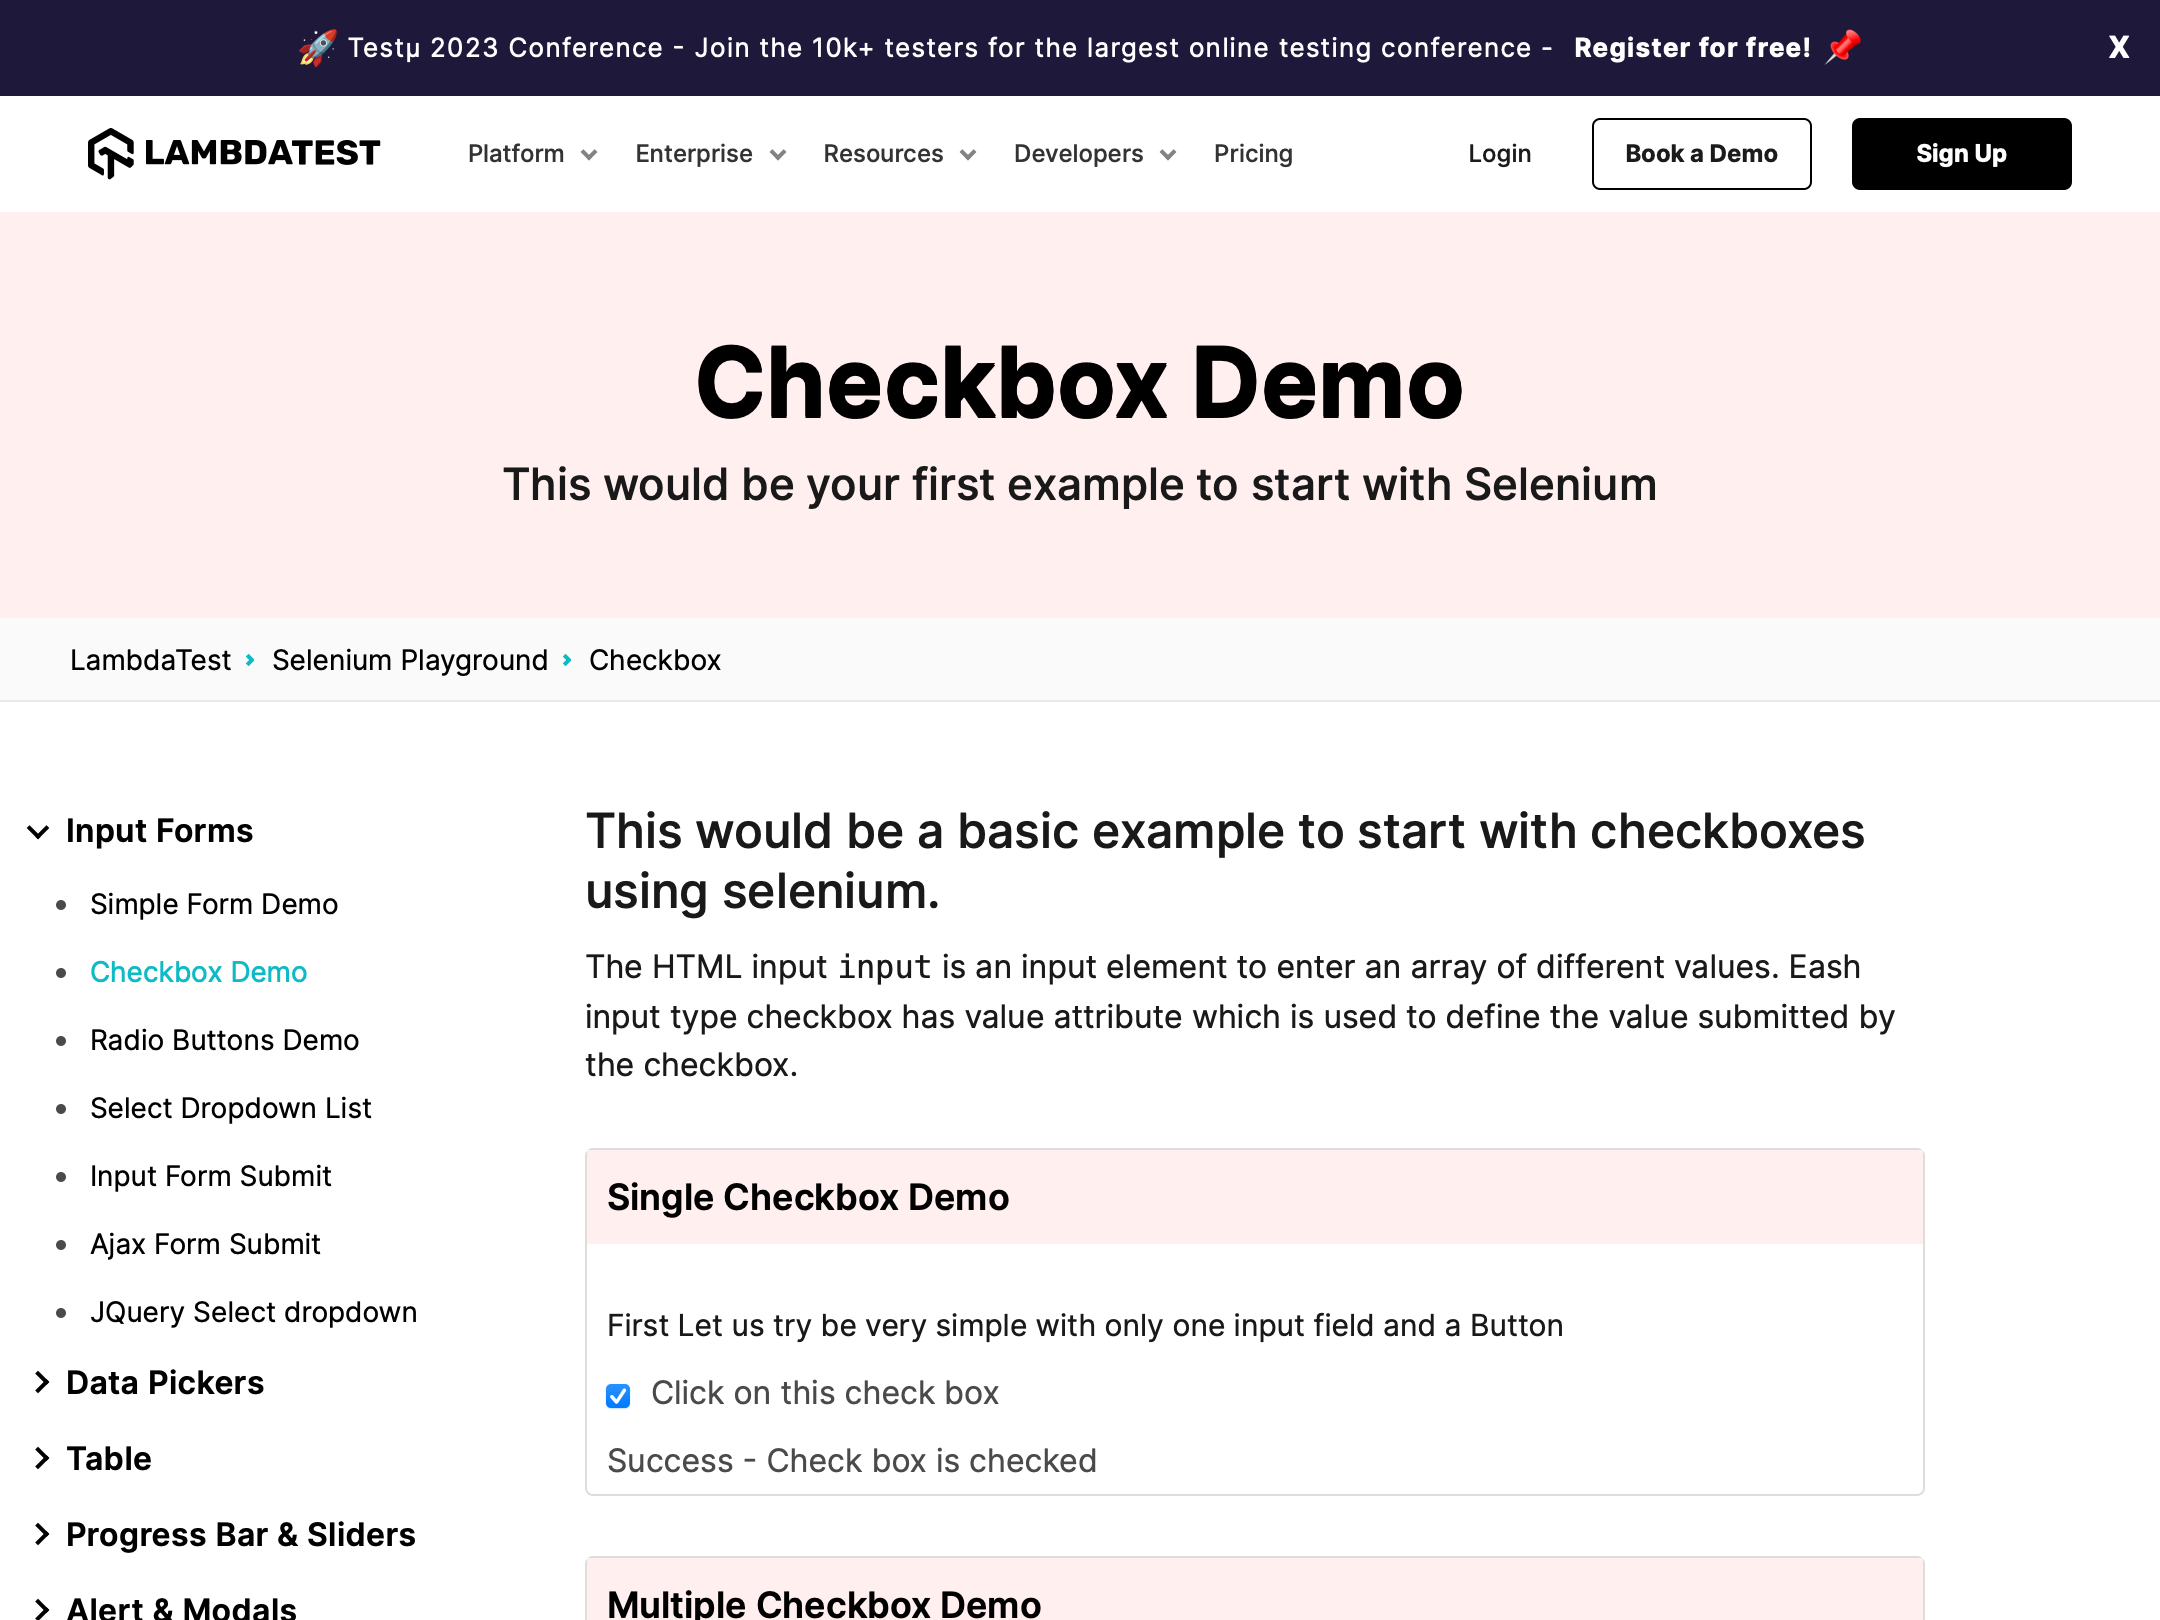 🚀 Testµ 2023 Conference - Join the 10k+ testers for the largest online testing conference - Register for free! 📌 X
LAMBDATEST Platform Enterprise Resources Developers Pricing Login Book a Demo Sign Up
Checkbox Demo
This would be your first example to start with Selenium
LambdaTest Selenium Playground Checkbox
Input Forms
Simple Form Demo
Checkbox Demo
Radio Buttons Demo
Select Dropdown List
Input Form Submit
Ajax Form Submit
JQuery Select dropdown
Data Pickers
Table
Progress Bar & Sliders
Alert & Modals
This would be a basic example to start with checkboxes
using selenium.
The HTML input input is an input element to enter an array of different values. Eash
input type checkbox has value attribute which is used to define the value submitted by
the checkbox.
Single Checkbox Demo
First Let us try be very simple with only one input field and a Button
Click on this check box
Success - Check box is checked
Multiple Checkbox Demo